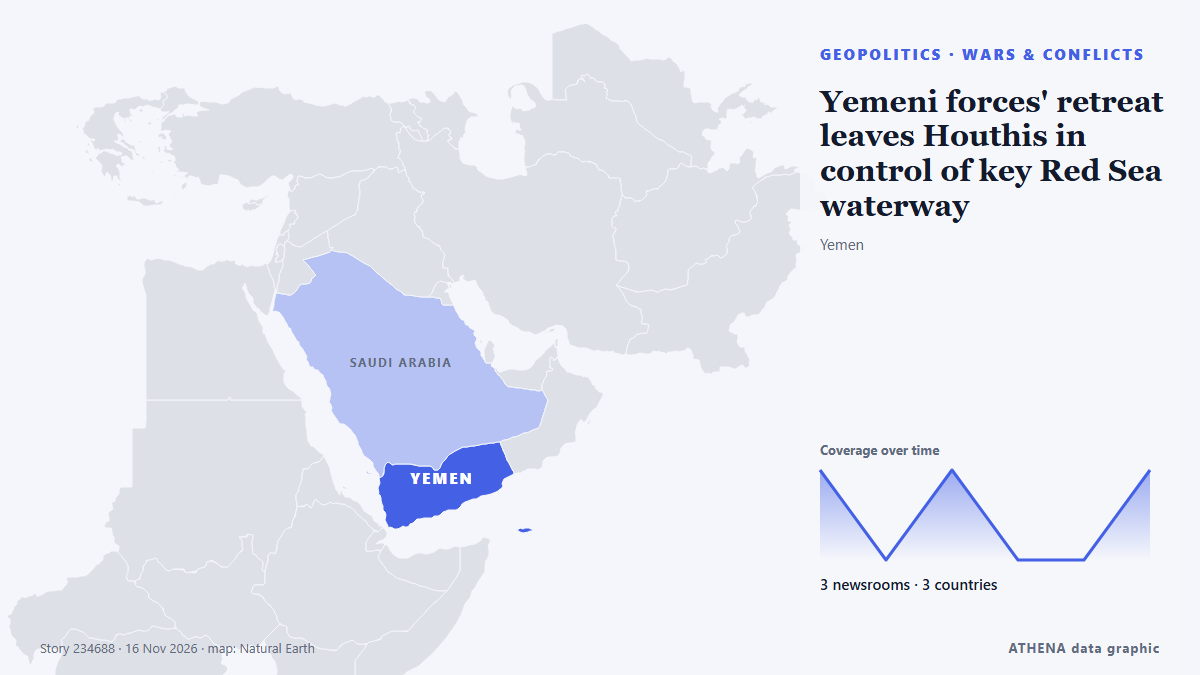 GEOPOLITICS · WARS & CONFLICTS
Yemeni forces' retreat
leaves Houthis in
control of key Red Sea
waterway
Yemen
SAUDI ARABIA
YEMEN
Coverage over time
3 newsrooms · 3 countries
Story 234688 · 16 Nov 2026 · map: Natural Earth
ATHENA data graphic